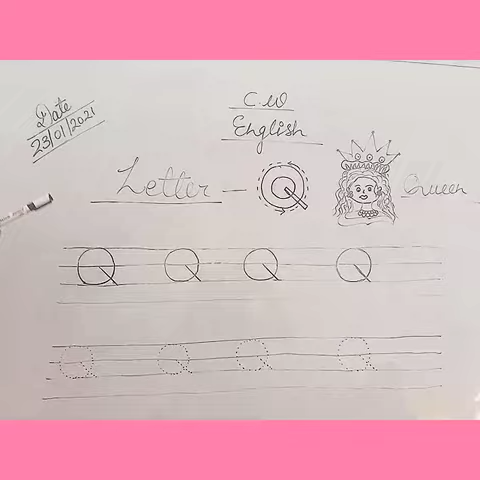 Date
23/01/2021
C.W
English
Letter - Q
Queen
Q Q Q Q
Q Q Q Q